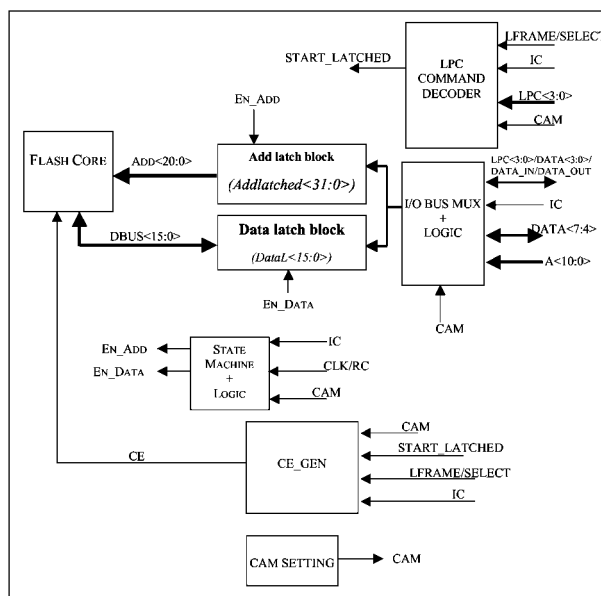 LFRAME/SELECT
START_LATCHED
LPC
COMMAND
DECODER
IC
LPC<3:0>
CAM
EN_ADD
FLASH CORE
ADD<20:0>
Add latch block
(Addlatched<31:0>)
LPC<3:0>/DATA<3:0>/
DATA_IN/DATA_OUT
I/O BUS MUX
+
LOGIC
IC
DBUS<15:0>
Data latch block
(DataL<15:0>)
DATA<7:4>
A<10:0>
EN_DATA
CAM
EN_ADD
EN_DATA
STATE
MACHINE
+
LOGIC
IC
CLK/RC
CAM
CE
CE_GEN
CAM
START_LATCHED
LFRAME/SELECT
IC
CAM SETTING
CAM